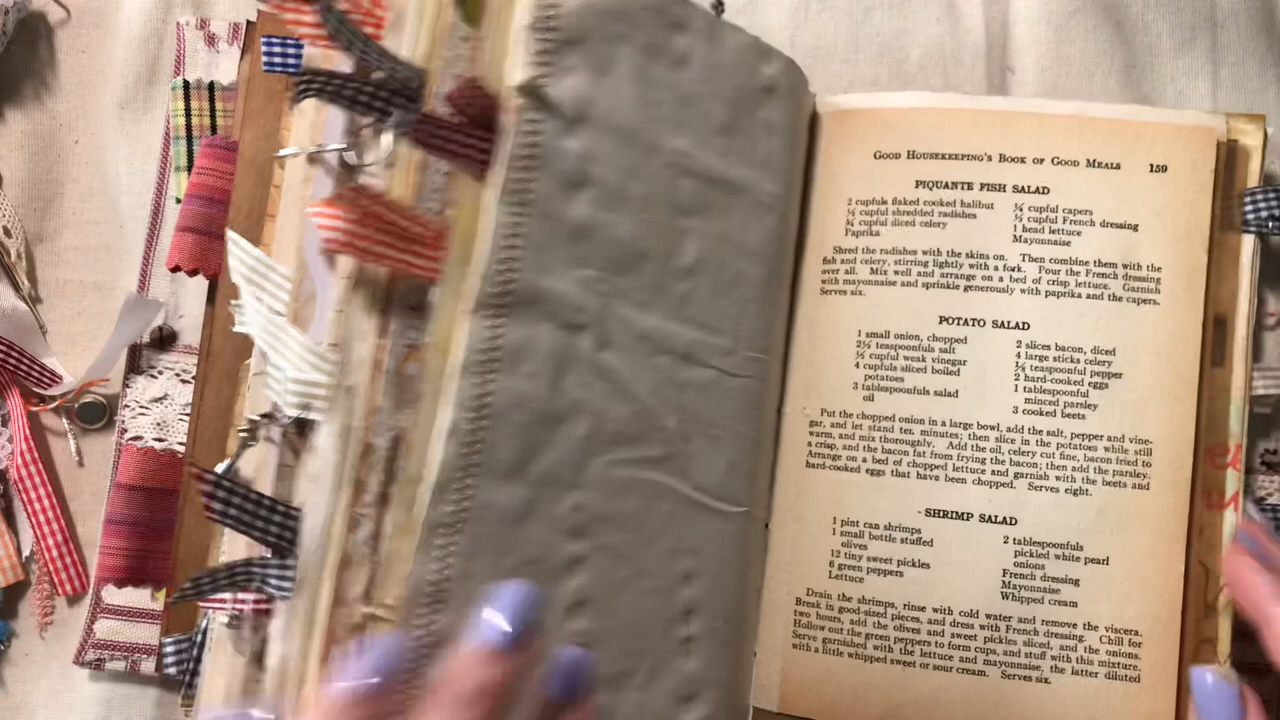 GOOD HOUSEKEEPING'S BOOK OF GOOD MEALS 159
PIQUANTE FISH SALAD
2 cupfuls flaked cooked halibut
½ cupful shredded radishes
¾ cupful diced celery
Paprika
¼ cupful capers
½ cupful French dressing
1 head lettuce
Mayonnaise
Shred the radishes with the skins on. Then combine them with the
fish and celery, stirring lightly with a fork. Pour the French dressing
over all. Mix well and arrange on a bed of crisp lettuce. Garnish
with mayonnaise and sprinkle generously with paprika and the capers.
Serves six.
POTATO SALAD
1 small onion, chopped
2½ teaspoonfuls salt
½ cupful weak vinegar
4 cupfuls sliced boiled
potatoes
3 tablespoonfuls salad
oil
2 slices bacon, diced
4 large sticks celery
⅛ teaspoonful pepper
2 hard-cooked eggs
1 tablespoonful
minced parsley
3 cooked beets
Put the chopped onion in a large bowl, add the salt, pepper and vine-
gar, and let stand ten minutes; then slice in the potatoes while still
warm, and mix thoroughly. Add the oil, celery cut fine, bacon fried to
a crisp, and the bacon fat from frying the bacon; then add the parsley.
Arrange on a bed of chopped lettuce and garnish with the beets and
hard-cooked eggs that have been chopped. Serves eight.
SHRIMP SALAD
1 pint can shrimps
1 small bottle stuffed
olives
12 tiny sweet pickles
6 green peppers
Lettuce
2 tablespoonfuls
pickled white pearl
onions
French dressing
Mayonnaise
Whipped cream
Drain the shrimps, rinse with cold water and remove the viscera.
Break in good-sized pieces, and dress with French dressing. Chill for
two hours, add the olives and sweet pickles sliced, and the onions.
Hollow out the green peppers to form cups, and stuff with this mixture.
Serve garnished with the lettuce and mayonnaise, the latter diluted
with a little whipped sweet or sour cream. Serves six.